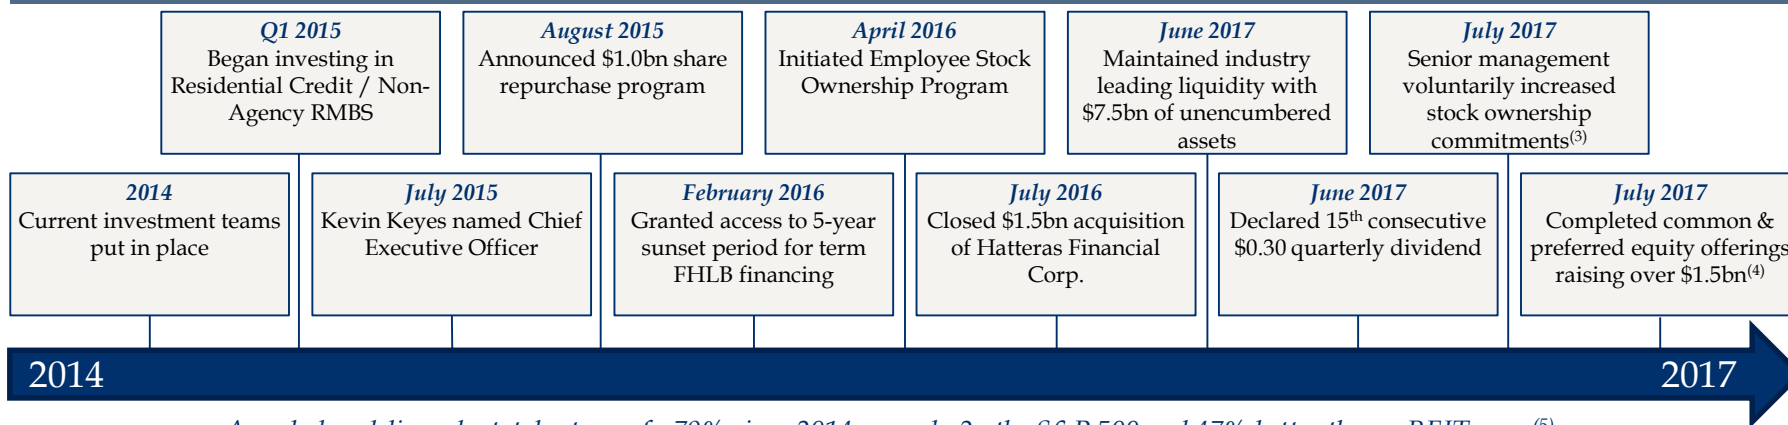 Q1 2015
Began investing in
Residential Credit / Non-
Agency RMBS
August 2015
Announced $1.0bn share
repurchase program
April 2016
Initiated Employee Stock
Ownership Program
June 2017
Maintained industry
leading liquidity with
$7.5bn of unencumbered
assets
July 2017
Senior management
voluntarily increased
stock ownership
commitments(3)
2014
Current investment teams
put in place
July 2015
Kevin Keyes named Chief
Executive Officer
February 2016
Granted access to 5-year
sunset period for term
FHLB financing
July 2016
Closed $1.5bn acquisition
of Hatteras Financial
Corp.
June 2017
Declared 15th consecutive
$0.30 quarterly dividend
July 2017
Completed common &
preferred equity offerings
raising over $1.5bn(4)
2014
2017